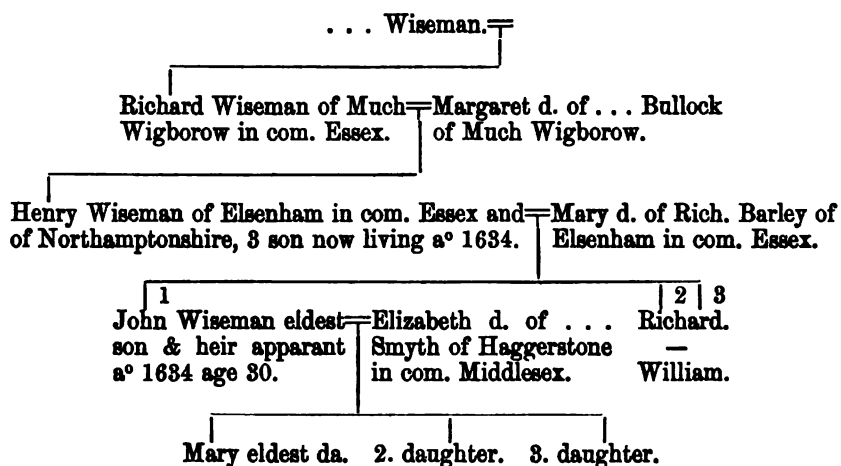 . . . Wiseman.
Richard Wiseman of Much
Wigborow in com. Essex.
Margaret d. of . . . Bullock
of Much Wigborow.
Henry Wiseman of Elsenham in com. Essex and
of Northamptonshire, 3 son now living aº 1634.
Mary d. of Rich. Barley of
Elsenham in com. Essex.
1
John Wiseman eldest
son & heir apparant
aº 1634 age 30.
Elizabeth d. of . . .
Smyth of Haggerstone
in com. Middlesex.
2 3
Richard.
—
William.
Mary eldest da. 2. daughter. 3. daughter.